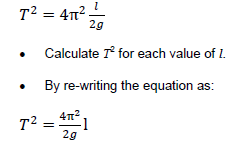 T² = 4π² l/2g
• Calculate T² for each value of l.
• By re-writing the equation as:
T² = 4π²/2g l